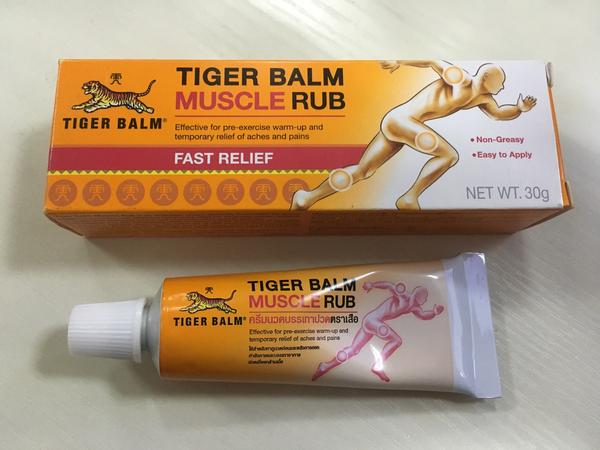 TIGER BALM
MUSCLE RUB
TIGER BALM®
Effective for pre-exercise warm-up and
temporary relief of aches and pains
FAST RELIEF
•Non-Greasy
•Easy to Apply
NET WT. 30g
TIGER BALM
MUSCLE RUB
TIGER BALM®
ครีมนวดบรรเทาปวดตราเสือ
Effective for pre-exercise warm-up and
temporary relief of aches and pains